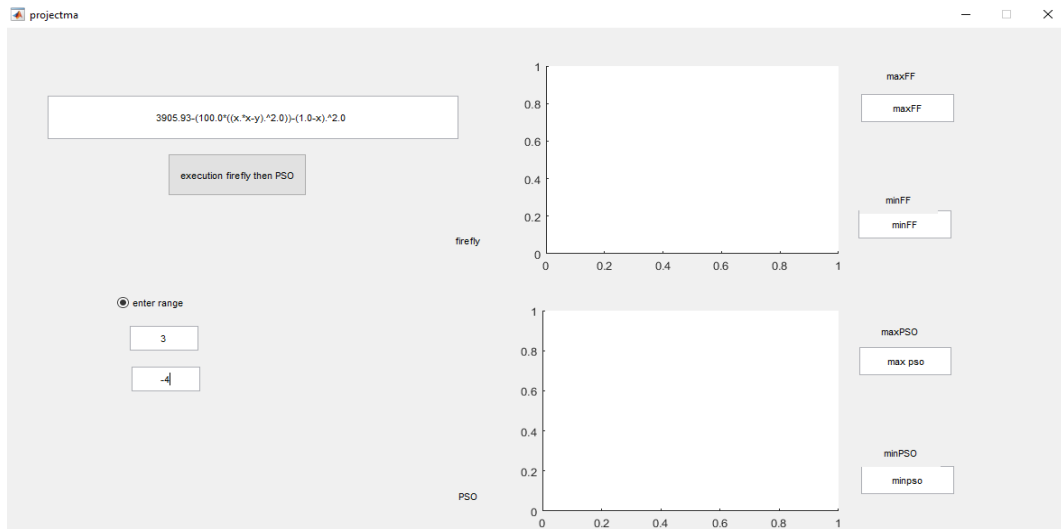 projectma
3905.93-(100.0*((x.*x-y).^2.0))-(1.0-x).^2.0
execution firefly then PSO
firefly
enter range
3
-4
PSO
1
0.8
0.6
0.4
0.2
0
0 0.2 0.4 0.6 0.8 1
maxFF
maxFF
minFF
minFF
1
0.8
0.6
0.4
0.2
0
0 0.2 0.4 0.6 0.8 1
maxPSO
max pso
minPSO
minpso